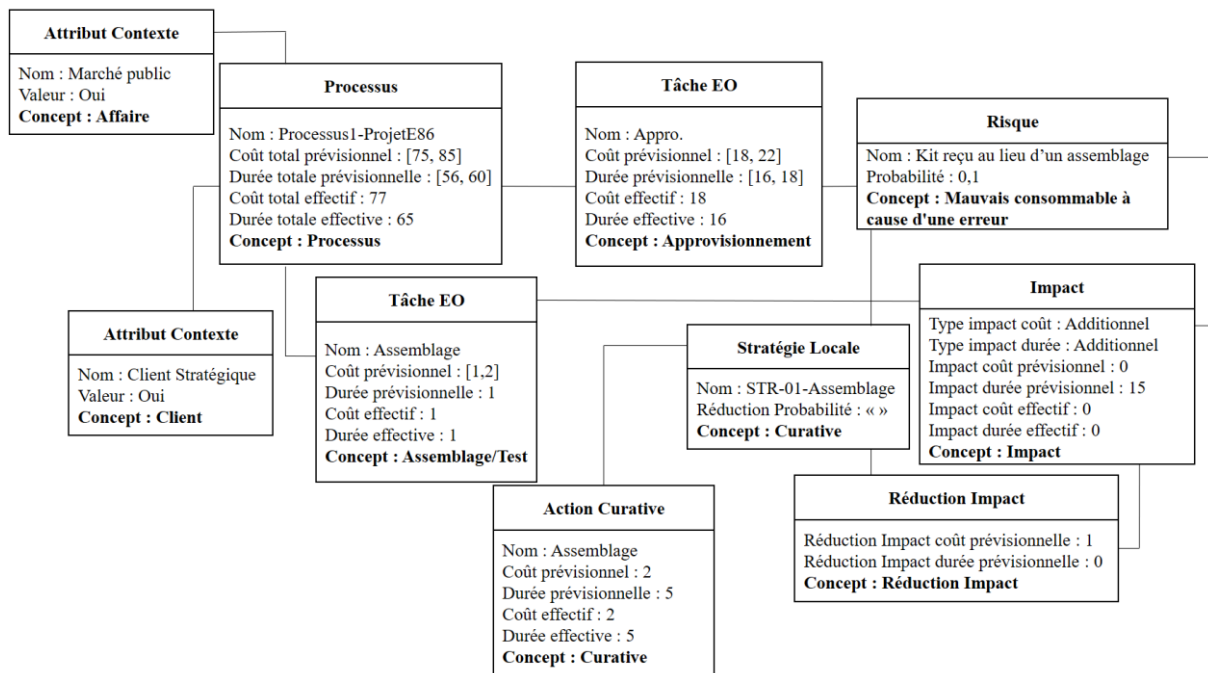 Attribut Contexte
Nom : Marché public
Valeur : Oui
Concept : Affaire
Processus
Nom : Processus1-ProjetE86
Coût total prévisionnel : [75, 85]
Durée totale prévisionnelle : [56, 60]
Coût total effectif : 77
Durée totale effective : 65
Concept : Processus
Tâche EO
Nom : Appro.
Coût prévisionnel : [18, 22]
Durée prévisionnelle : [16, 18]
Coût effectif : 18
Durée effective : 16
Concept : Approvisionnement
Risque
Nom : Kit reçu au lieu d’un assemblage
Probabilité : 0,1
Concept : Mauvais consommable à
cause d'une erreur
Attribut Contexte
Nom : Client Stratégique
Valeur : Oui
Concept : Client
Tâche EO
Nom : Assemblage
Coût prévisionnel : [1,2]
Durée prévisionnelle : 1
Coût effectif : 1
Durée effective : 1
Concept : Assemblage/Test
Stratégie Locale
Nom : STR-01-Assemblage
Réduction Probabilité : « »
Concept : Curative
Impact
Type impact coût : Additionnel
Type impact durée : Additionnel
Impact coût prévisionnel : 0
Impact durée prévisionnel : 15
Impact coût effectif : 0
Impact durée effectif : 0
Concept : Impact
Action Curative
Nom : Assemblage
Coût prévisionnel : 2
Durée prévisionnelle : 5
Coût effectif : 2
Durée effective : 5
Concept : Curative
Réduction Impact
Réduction Impact coût prévisionnelle : 1
Réduction Impact durée prévisionnelle : 0
Concept : Réduction Impact